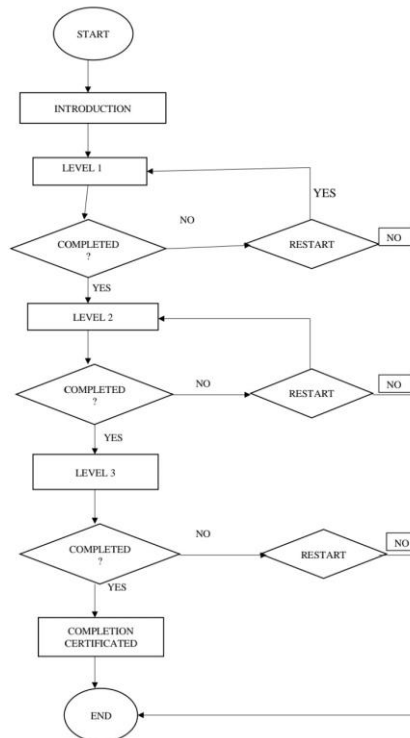 START
INTRODUCTION
LEVEL 1
YES
NO
COMPLETED
?
RESTART
NO
YES
LEVEL 2
COMPLETED
?
NO
RESTART
NO
YES
LEVEL 3
NO
NO
COMPLETED
?
RESTART
YES
COMPLETION
CERTIFICATED
END